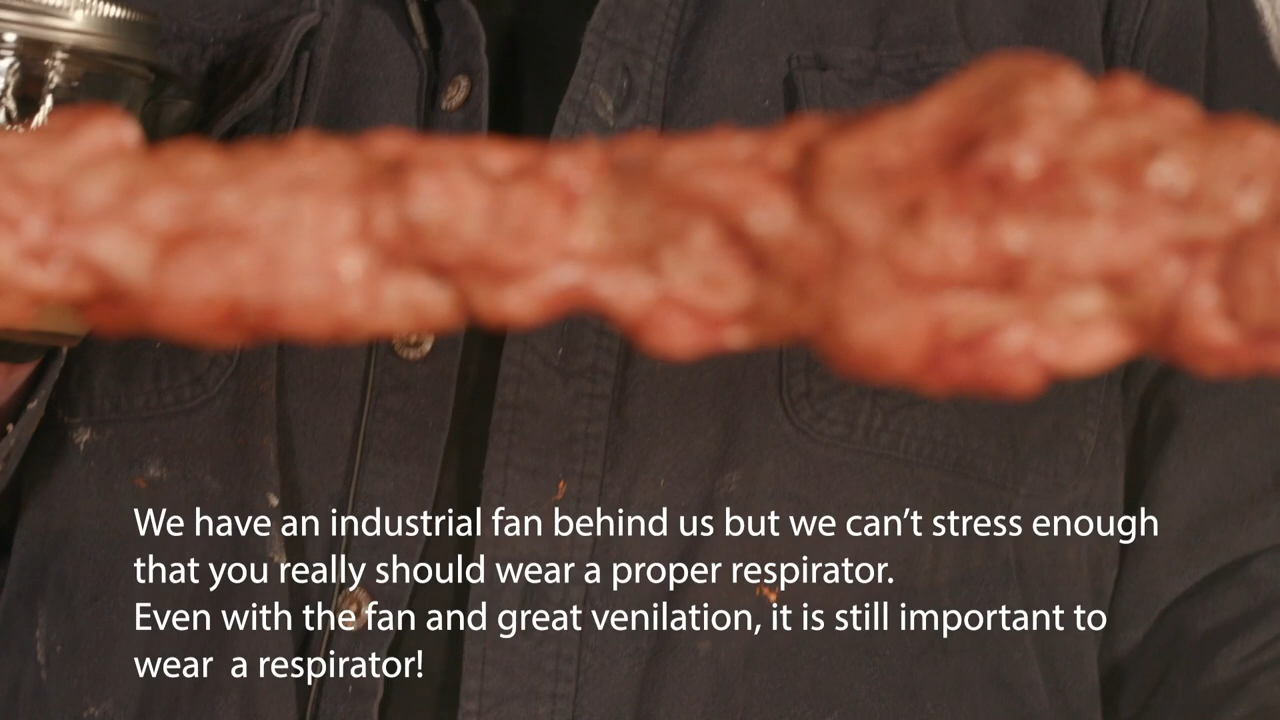 We have an industrial fan behind us but we can’t stress enough
that you really should wear a proper respirator.
Even with the fan and great venilation, it is still important to
wear  a respirator!